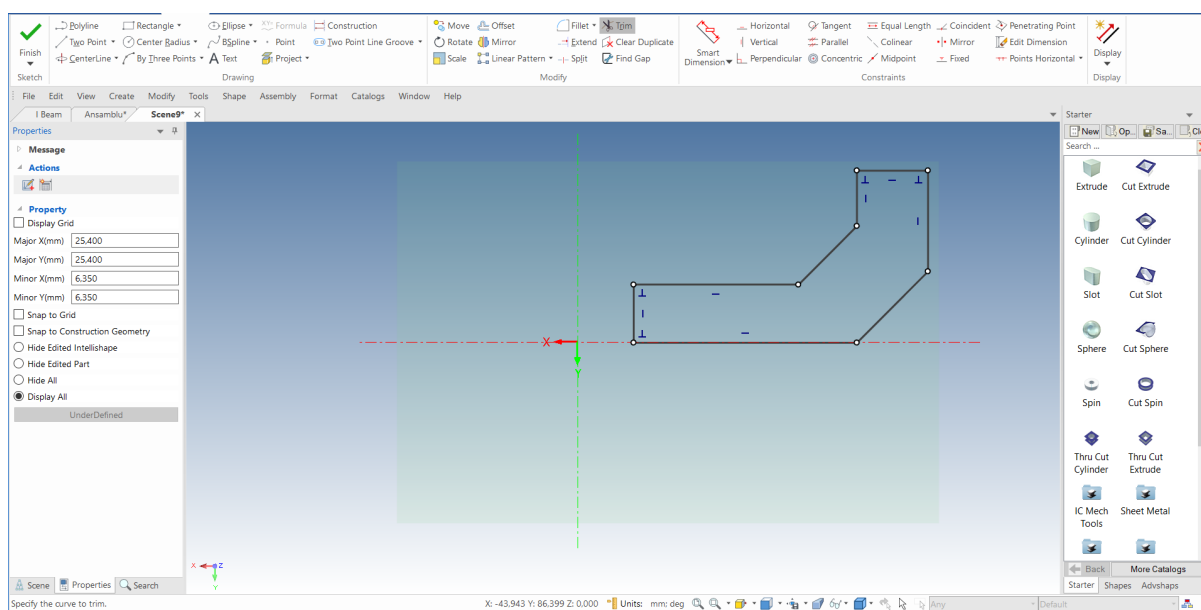 Finish
Sketch
Polyline Rectangle Ellipse XY= Formula Construction
Two Point Center Radius BSpline Point Two Point Line Groove
CenterLine By Three Points A Text Project
Drawing
Move Offset Fillet Trim
Rotate Mirror Extend Clear Duplicate
Scale Linear Pattern Split Find Gap
Modify
Smart
Dimension
Horizontal Tangent Equal Length Coincident Penetrating Point
Vertical Parallel Colinear Mirror Edit Dimension
Perpendicular Concentric Midpoint Fixed Points Horizontal
Constraints
Display
Display
File Edit View Create Modify Tools Shape Assembly Format Catalogs Window Help
I Beam Ansamblu* Scene9*
Properties
Message
Actions
Property
Display Grid
Major X(mm) 25.400
Major Y(mm) 25.400
Minor X(mm) 6.350
Minor Y(mm) 6.350
Snap to Grid
Snap to Construction Geometry
Hide Edited Intellishape
Hide Edited Part
Hide All
Display All
UnderDefined
X
Y
X Z
Y
Starter
New Op... Sa... Cl
Search ...
Extrude Cut Extrude
Cylinder Cut Cylinder
Slot Cut Slot
Sphere Cut Sphere
Spin Cut Spin
Thru Cut Cylinder
Thru Cut Extrude
IC Mech Tools
Sheet Metal
Back More Catalogs
Starter Shapes Advshaps
Scene Properties Search
Specify the curve to trim.
X: -43.943 Y: 86.399 Z: 0.000 Units: mm: deg Any Default